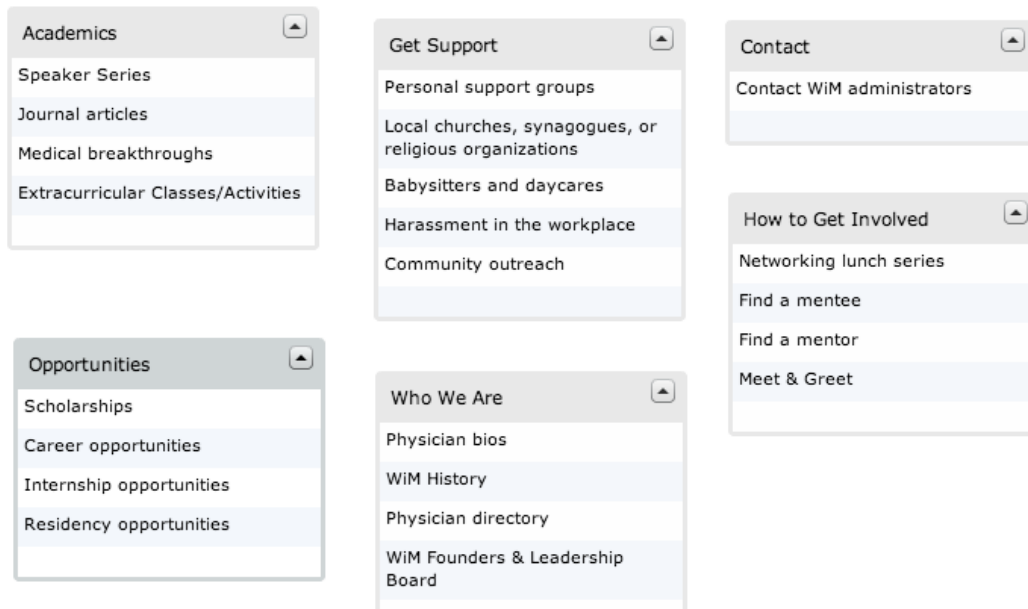 Academics
Speaker Series
Journal articles
Medical breakthroughs
Extracurricular Classes/Activities
Opportunities
Scholarships
Career opportunities
Internship opportunities
Residency opportunities
Get Support
Personal support groups
Local churches, synagogues, or
religious organizations
Babysitters and daycares
Harassment in the workplace
Community outreach
Who We Are
Physician bios
WiM History
Physician directory
WiM Founders & Leadership
Board
Contact
Contact WiM administrators
How to Get Involved
Networking lunch series
Find a mentee
Find a mentor
Meet & Greet